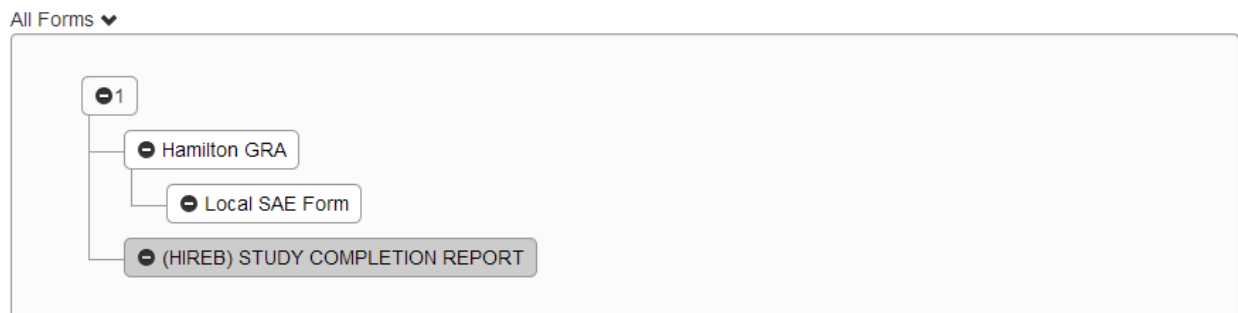 All Forms
1
Hamilton GRA
Local SAE Form
(HIREB) STUDY COMPLETION REPORT